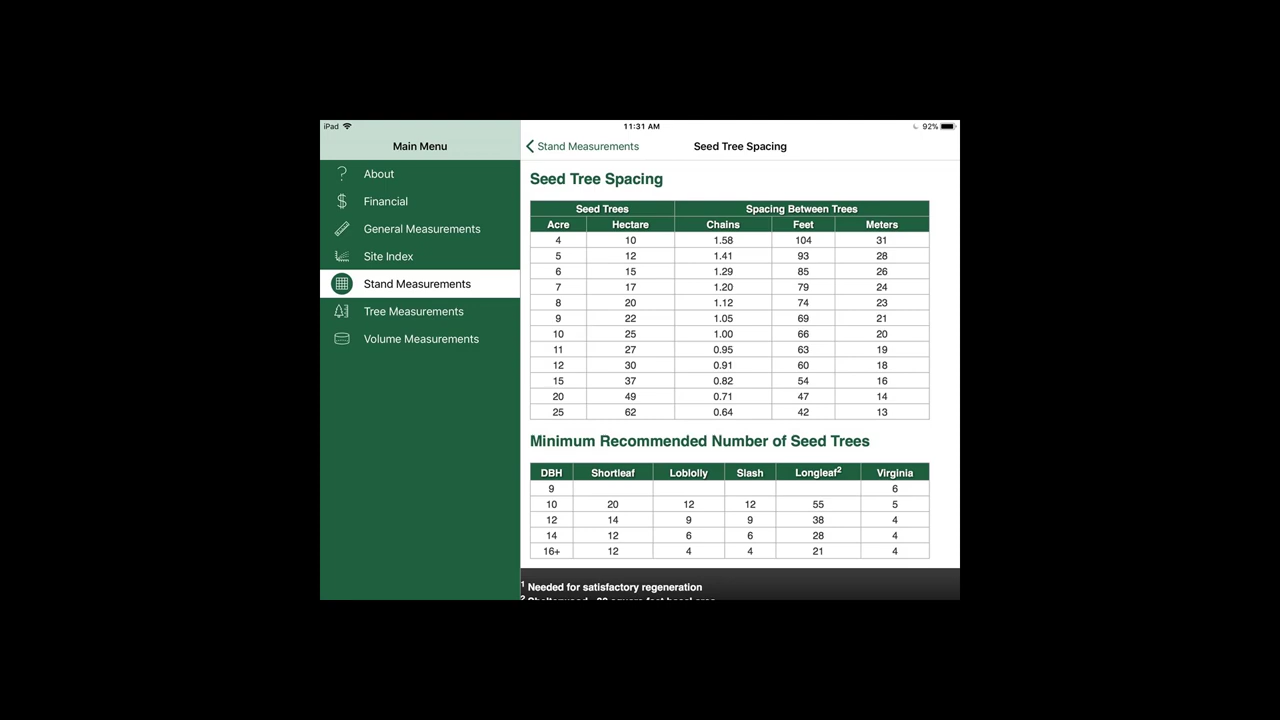 iPad 11:31 AM 92%
Main Menu
About
Financial
General Measurements
Site Index
Stand Measurements
Tree Measurements
Volume Measurements
Stand Measurements Seed Tree Spacing
Seed Tree Spacing
Seed Trees Spacing Between Trees
Acre Hectare Chains Feet Meters
4 10 1.58 104 31
5 12 1.41 93 28
6 15 1.29 85 26
7 17 1.20 79 24
8 20 1.12 74 23
9 22 1.05 69 21
10 25 1.00 66 20
11 27 0.95 63 19
12 30 0.91 60 18
15 37 0.82 54 16
20 49 0.71 47 14
25 62 0.64 42 13
Minimum Recommended Number of Seed Trees
DBH Shortleaf Loblolly Slash Longleaf² Virginia
9 6
10 20 12 12 55 5
12 14 9 9 38 4
14 12 6 6 28 4
16+ 12 4 4 21 4
¹ Needed for satisfactory regeneration